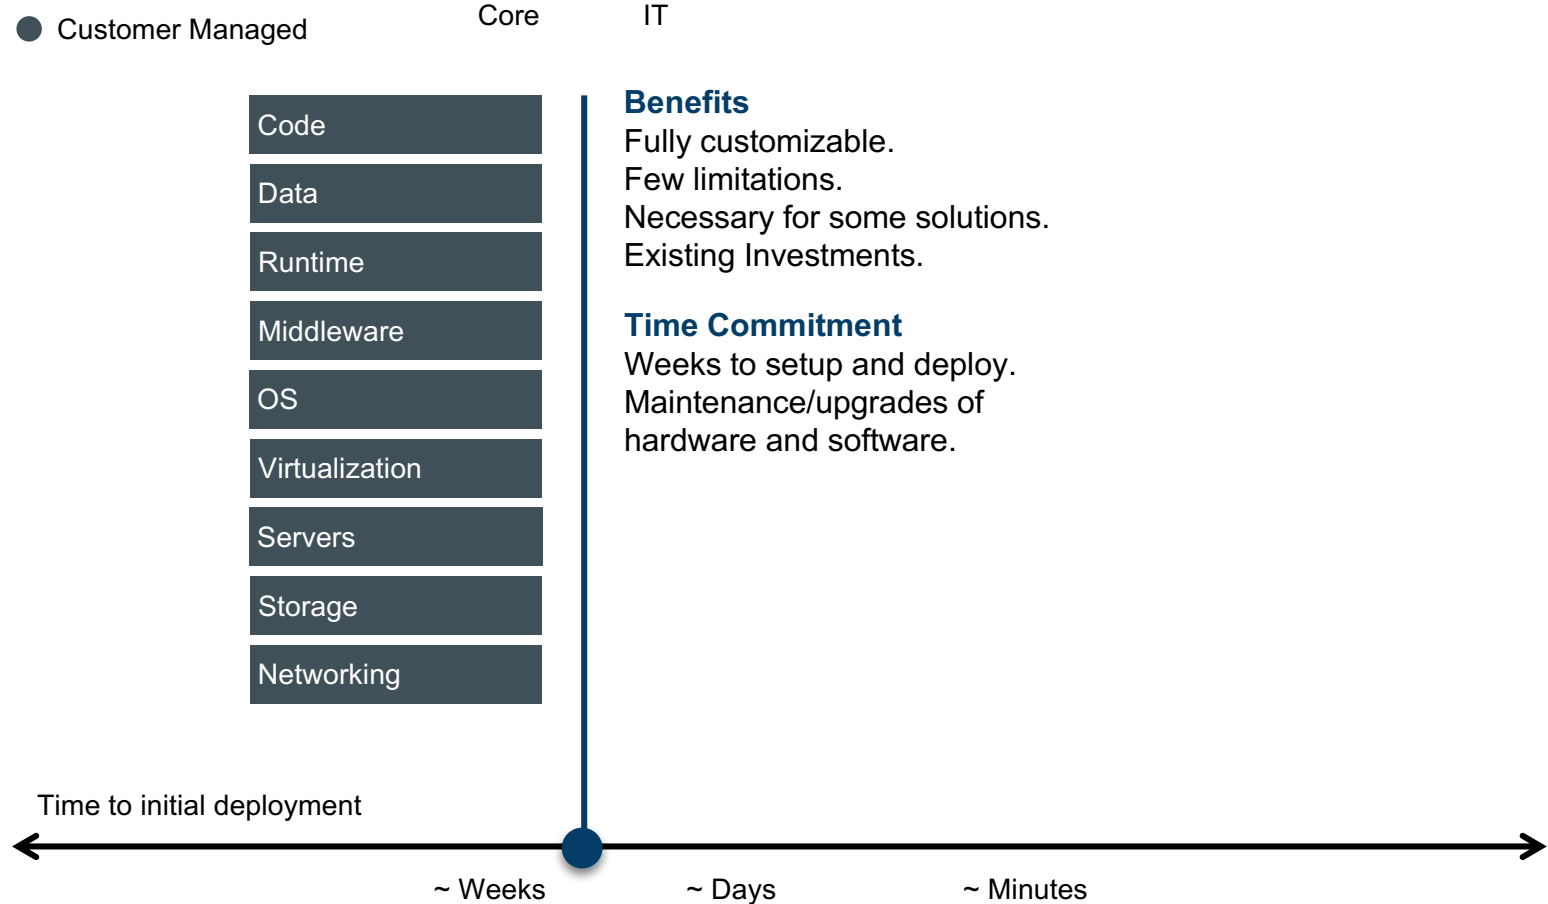 Core IT
Customer Managed
Code
Data
Runtime
Middleware
OS
Virtualization
Servers
Storage
Networking
Benefits
Fully customizable.
Few limitations.
Necessary for some solutions.
Existing Investments.
Time Commitment
Weeks to setup and deploy.
Maintenance/upgrades of
hardware and software.
Time to initial deployment
~ Weeks ~ Days ~ Minutes